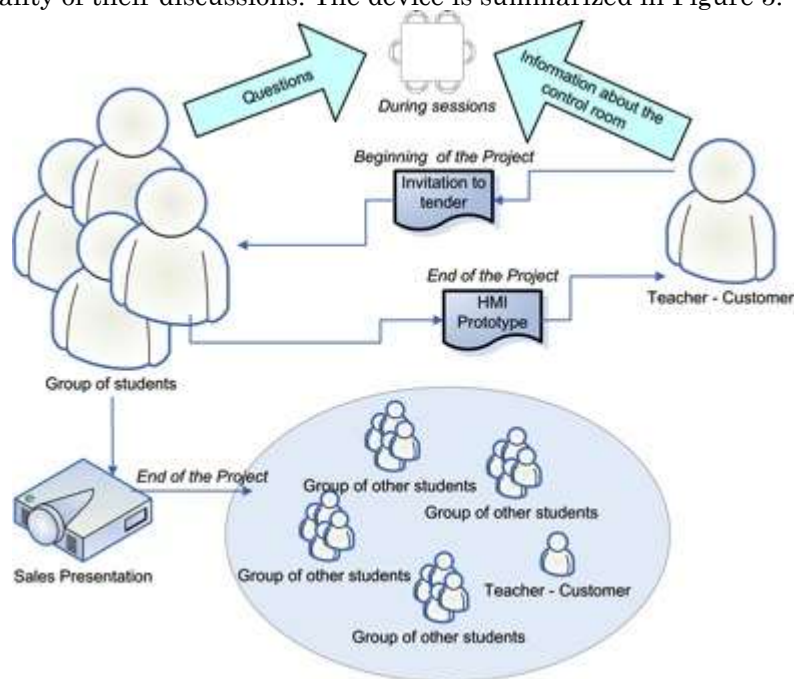 ality of their discussions. The device is summarized in Figure 3.
Questions
During sessions
Information about the
control room
Beginning of the Project
Invitation to
tender
End of the Project
HMI
Prototype
Teacher - Customer
Group of students
End of the Project
Sales Presentation
Group of other students
Group of other students
Group of other students
Teacher - Customer
Group of other students